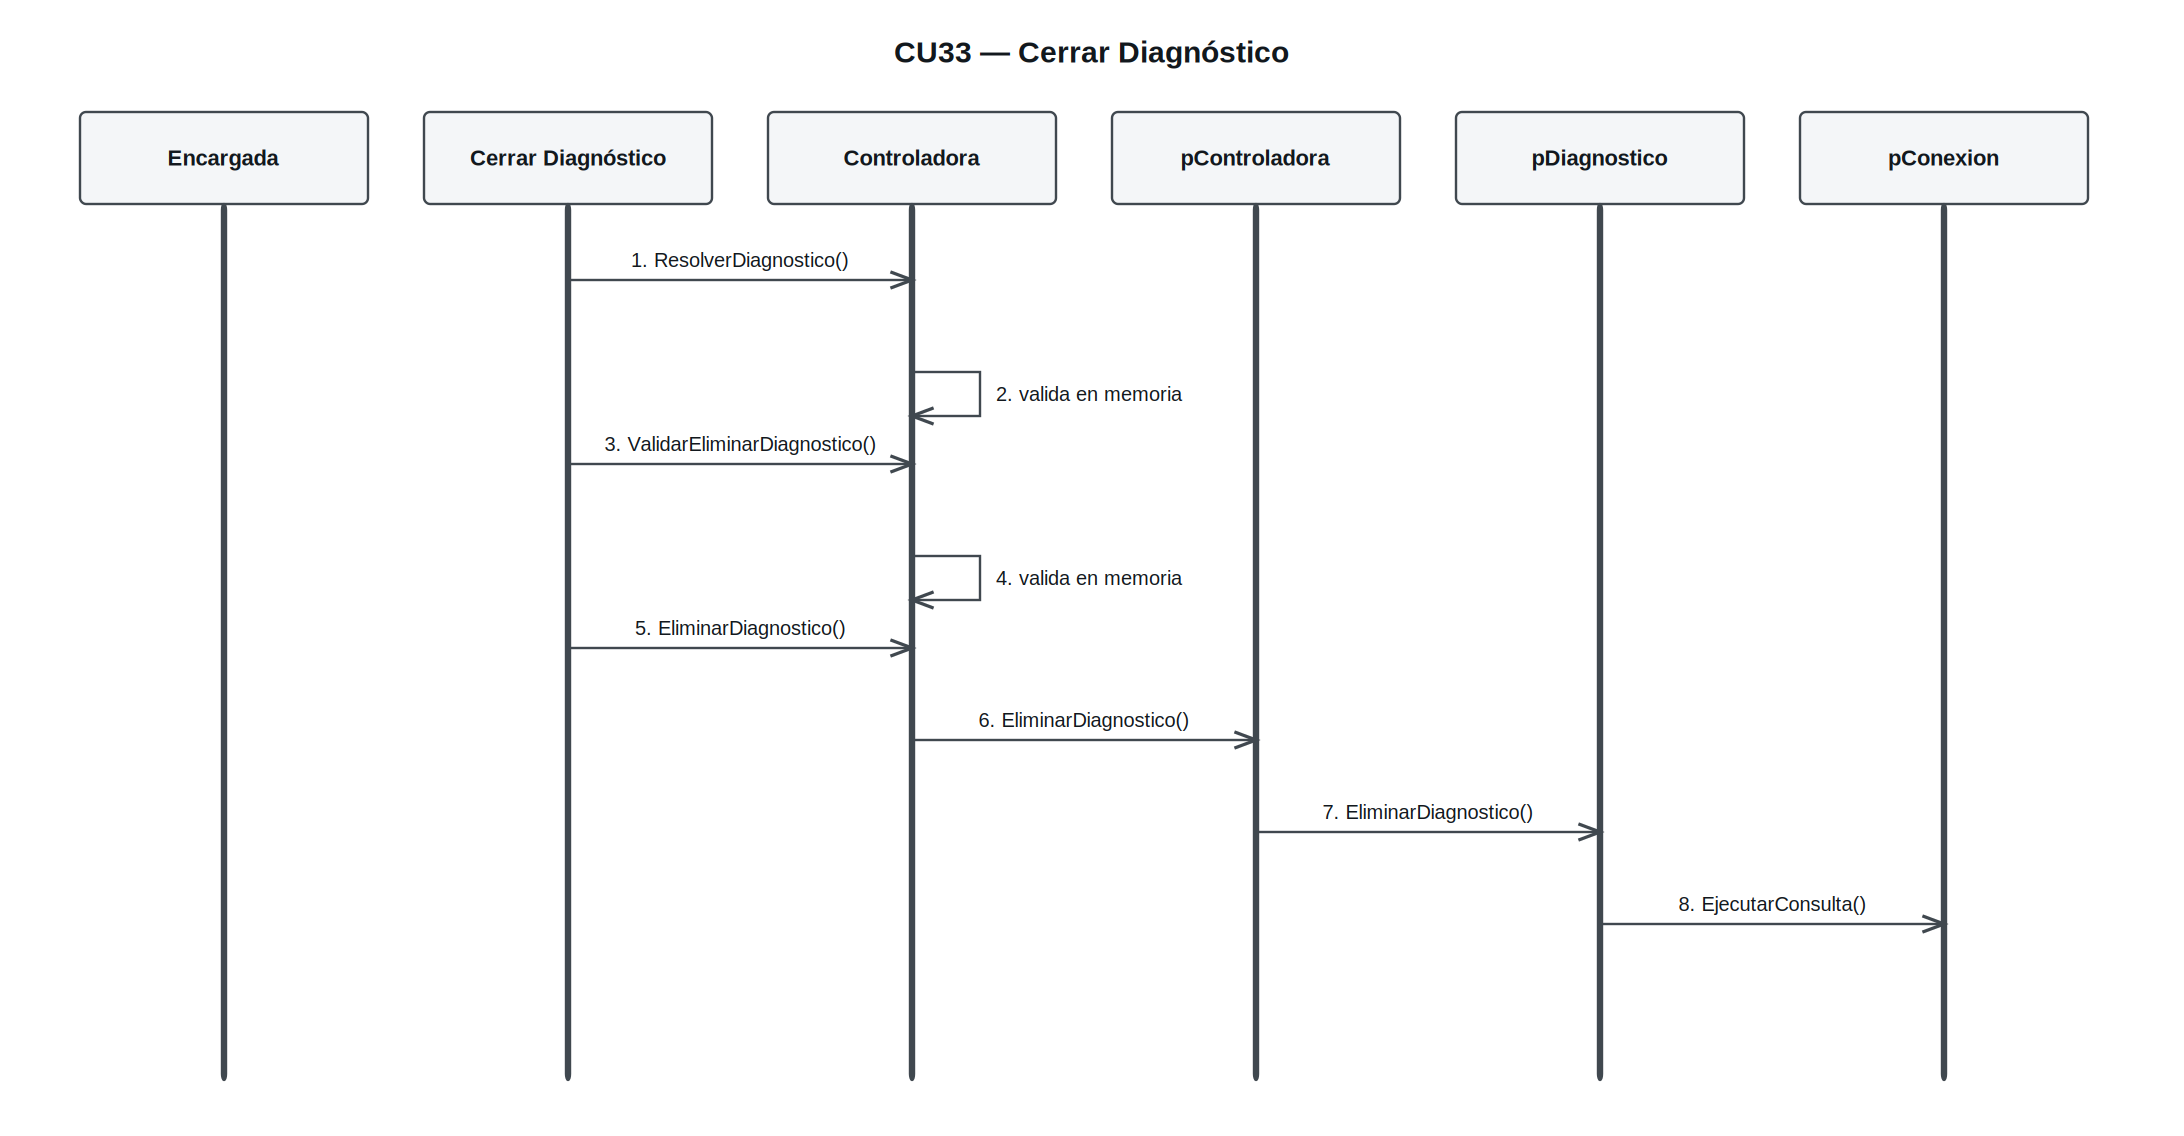 CU33 — Cerrar Diagnóstico
Encargada
Cerrar Diagnóstico
Controladora
pControladora
pDiagnostico
pConexion
1. ResolverDiagnostico()
2. valida en memoria
3. ValidarEliminarDiagnostico()
4. valida en memoria
5. EliminarDiagnostico()
6. EliminarDiagnostico()
7. EliminarDiagnostico()
8. EjecutarConsulta()